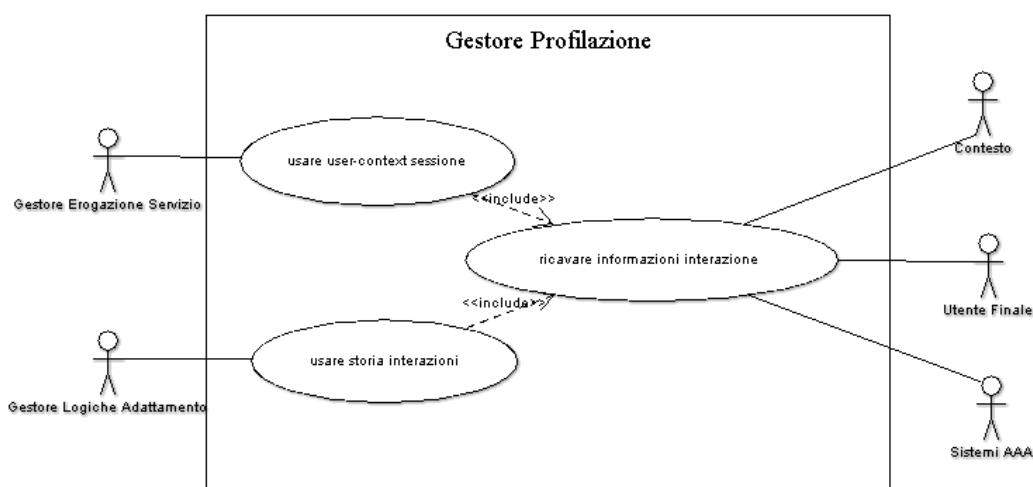 Gestore Profilazione
usare user-context sessione
Gestore Erogazione Servizio
<<include>>
ricavare informazioni interazione
<<include>>
usare storia interazioni
Gestore Logiche Adattamento
Contesto
Utente Finale
Sistemi AAA